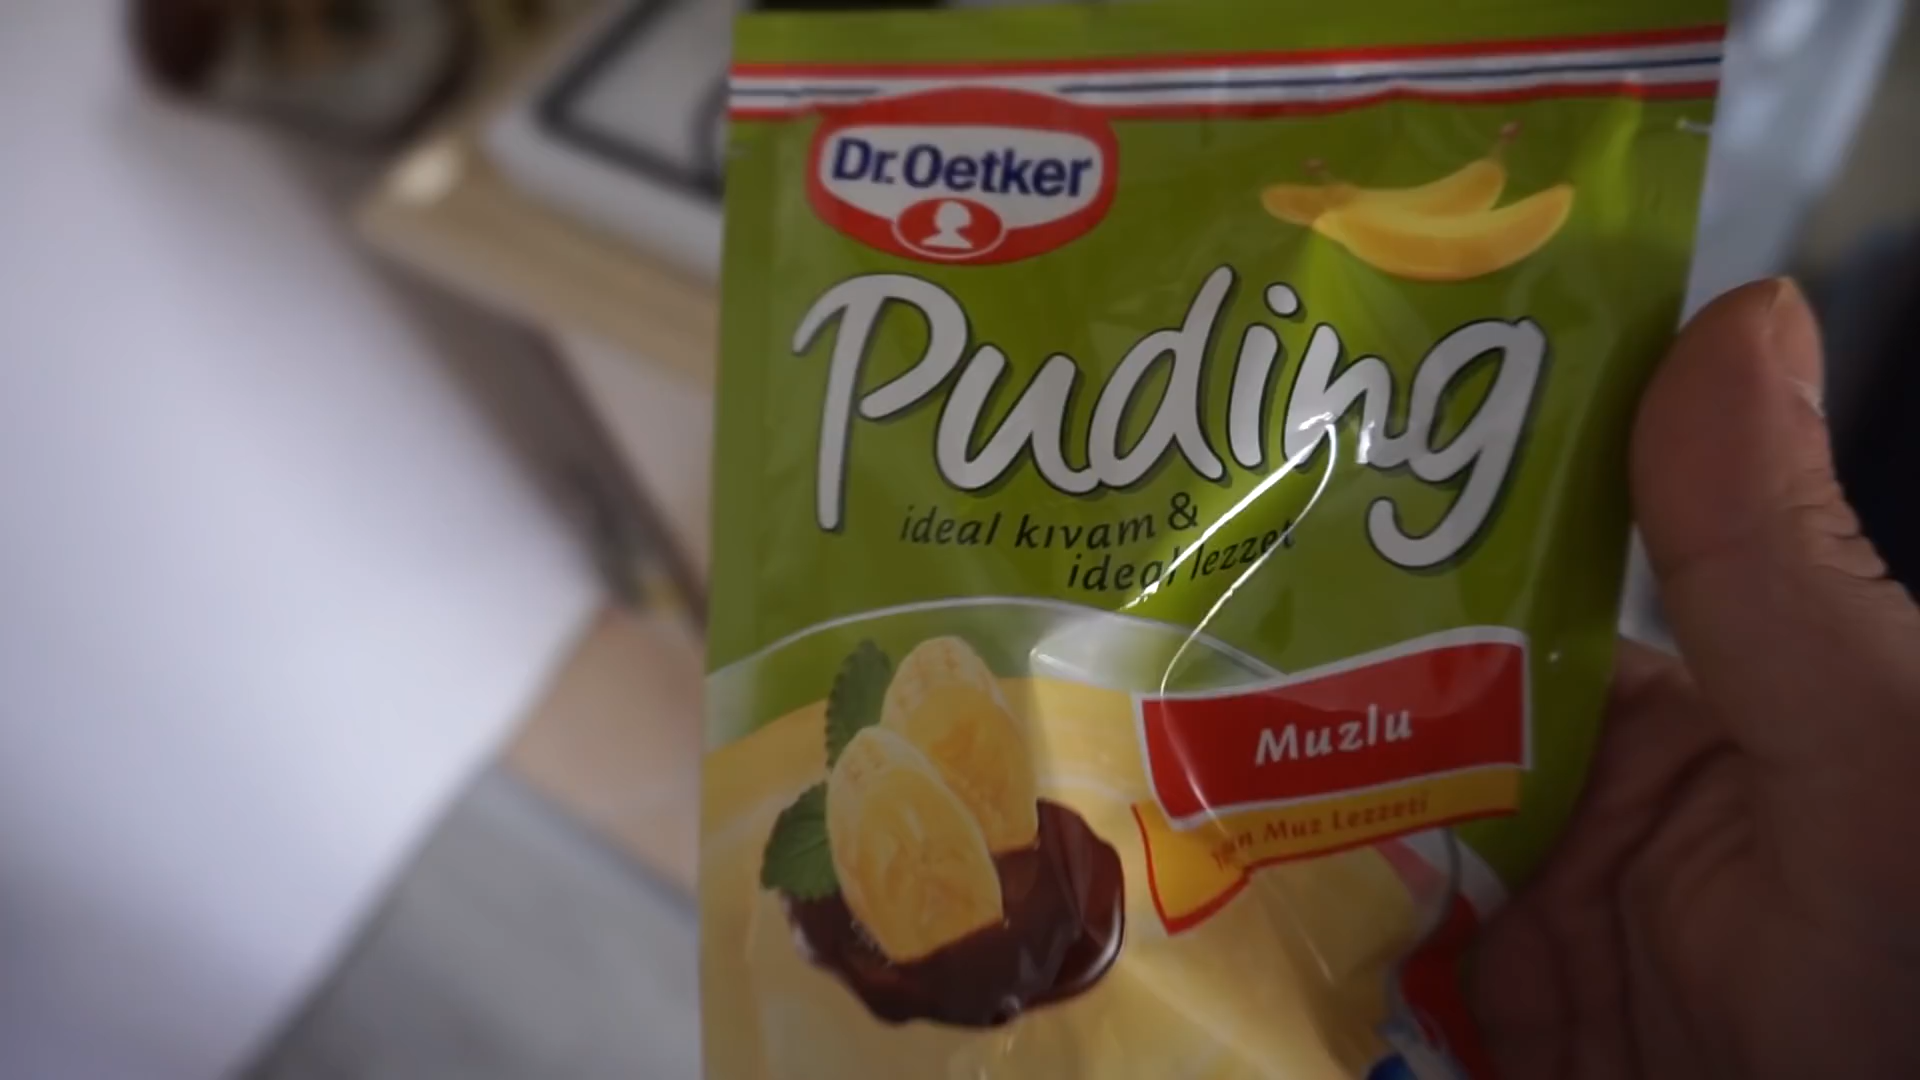 Dr. Oetker
Puding
ideal kıvam &
ideal lezzet
Muzlu
Muz Lezzeti